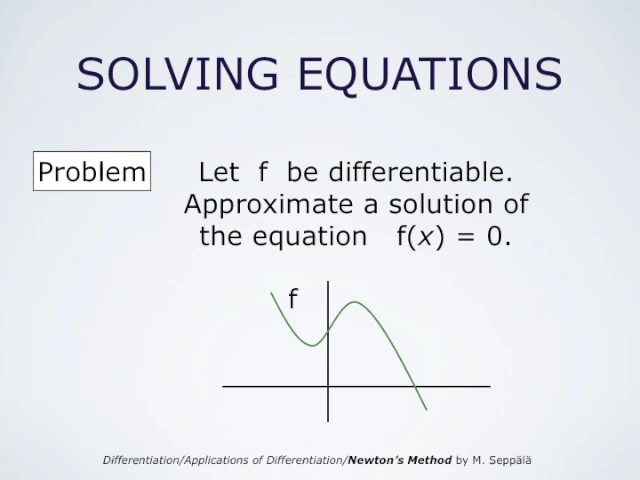 SOLVING EQUATIONS
Problem
Let f be differentiable.
Approximate a solution of
the equation f(x) = 0.
f
Differentiation/Applications of Differentiation/Newton's Method by M. Seppälä